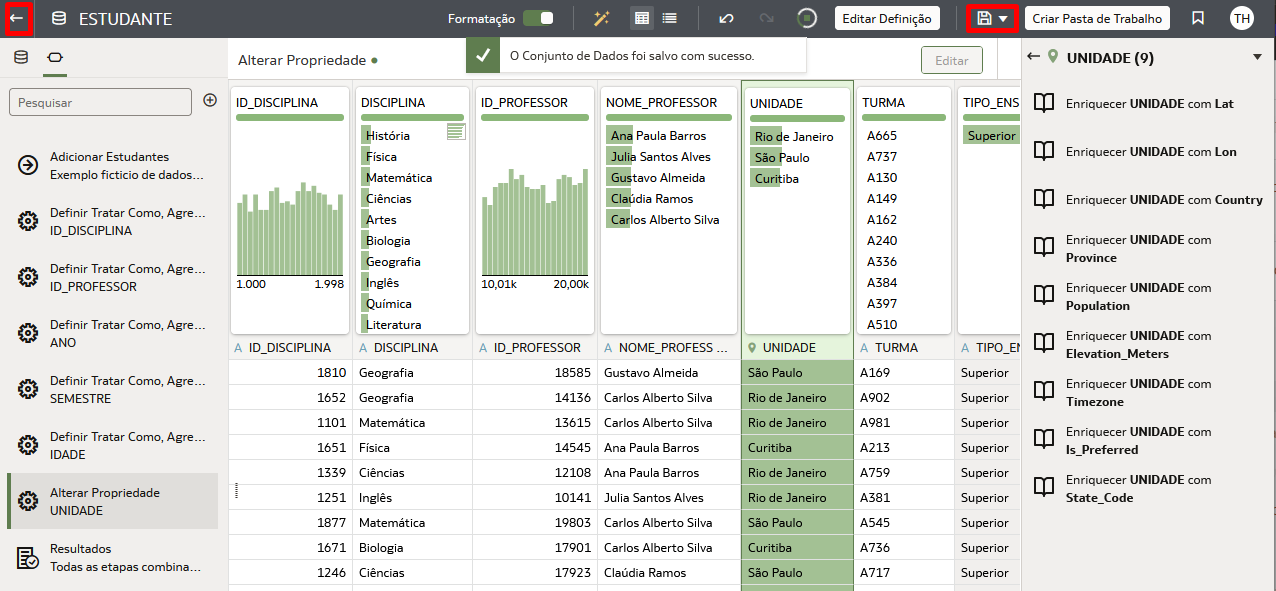 ESTUDANTE
Formatação
Editar Definição
Criar Pasta de Trabalho
TH
O Conjunto de Dados foi salvo com sucesso.
Alterar Propriedade
Editar
Pesquisar
Adicionar Estudantes
Exemplo ficticio de dados...
Definir Tratar Como, Agre...
ID_DISCIPLINA
Definir Tratar Como, Agre...
ID_PROFESSOR
Definir Tratar Como, Agre...
ANO
Definir Tratar Como, Agre...
SEMESTRE
Definir Tratar Como, Agre...
IDADE
Alterar Propriedade
UNIDADE
Resultados
Todas as etapas combina...
ID_DISCIPLINA
1.000 1.998
DISCIPLINA
História
Física
Matemática
Ciências
Artes
Biologia
Geografia
Inglês
Química
Literatura
ID_PROFESSOR
10,01k 20,00k
NOME_PROFESSOR
Ana Paula Barros
Julia Santos Alves
Gustavo Almeida
Claúdia Ramos
Carlos Alberto Silva
UNIDADE
Rio de Janeiro
São Paulo
Curitiba
TURMA
A665
A737
A130
A149
A162
A240
A336
A384
A397
A510
TIPO_ENS
Superior
A ID_DISCIPLINA A DISCIPLINA A ID_PROFESSOR A NOME_PROFESS ... UNIDADE A TURMA A TIPO_EN
1810 Geografia 18585 Gustavo Almeida São Paulo A169 Superior
1652 Geografia 14136 Carlos Alberto Silva Rio de Janeiro A902 Superior
1101 Matemática 13615 Carlos Alberto Silva Rio de Janeiro A981 Superior
1651 Física 14545 Ana Paula Barros Curitiba A213 Superior
1339 Ciências 12108 Ana Paula Barros Rio de Janeiro A759 Superior
1251 Inglês 10141 Julia Santos Alves Rio de Janeiro A381 Superior
1877 Matemática 19803 Carlos Alberto Silva São Paulo A545 Superior
1671 Biologia 17901 Carlos Alberto Silva Curitiba A736 Superior
1246 Ciências 17923 Claúdia Ramos São Paulo A717 Superior
UNIDADE (9)
Enriquecer UNIDADE com Lat
Enriquecer UNIDADE com Lon
Enriquecer UNIDADE com Country
Enriquecer UNIDADE com
Province
Enriquecer UNIDADE com
Population
Enriquecer UNIDADE com
Elevation_Meters
Enriquecer UNIDADE com
Timezone
Enriquecer UNIDADE com
Is_Preferred
Enriquecer UNIDADE com
State_Code